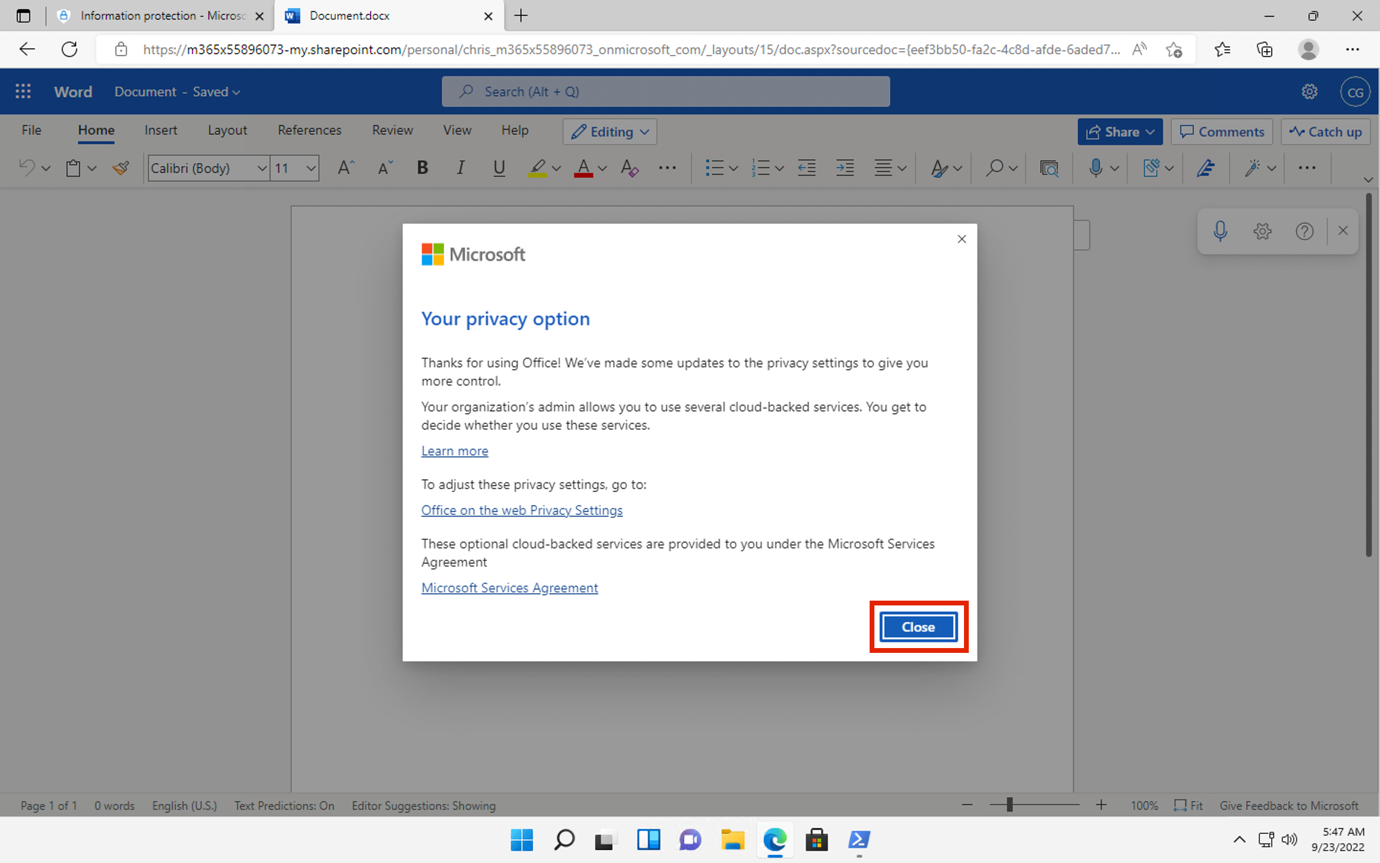 Information protection - Microsc
Document.docx
https://m365x55896073-my.sharepoint.com/personal/chris_m365x55896073_onmicrosoft_com/_layouts/15/doc.aspx?sourcedoc={eef3bb50-fa2c-4c8d-afde-6aded7...
Word Document - Saved Search (Alt + Q) CG
File Home Insert Layout References Review View Help Editing Share Comments Catch up
Calibri (Body) 11 A A B I U A A
Microsoft
Your privacy option
Thanks for using Office! We've made some updates to the privacy settings to give you
more control.
Your organization's admin allows you to use several cloud-backed services. You get to
decide whether you use these services.
Learn more
To adjust these privacy settings, go to:
Office on the web Privacy Settings
These optional cloud-backed services are provided to you under the Microsoft Services
Agreement
Microsoft Services Agreement
Close
Page 1 of 1 0 words English (U.S.) Text Predictions: On Editor Suggestions: Showing 100% Fit Give Feedback to Microsoft
5:47 AM
9/23/2022